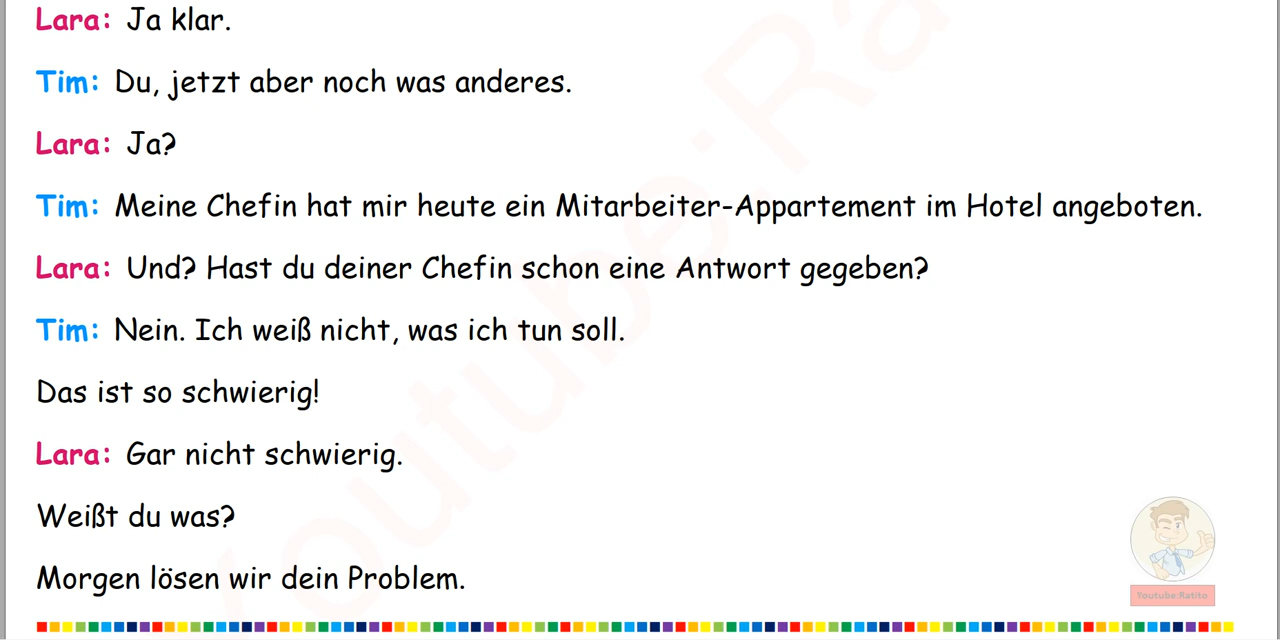 Lara: Ja klar.
Tim: Du, jetzt aber noch was anderes.
Lara: Ja?
Tim: Meine Chefin hat mir heute ein Mitarbeiter-Appartement im Hotel angeboten.
Lara: Und? Hast du deiner Chefin schon eine Antwort gegeben?
Tim: Nein. Ich weiß nicht, was ich tun soll.
Das ist so schwierig!
Lara: Gar nicht schwierig.
Weißt du was?
Morgen lösen wir dein Problem.
Youtube:Ratito
Youtube:Ra